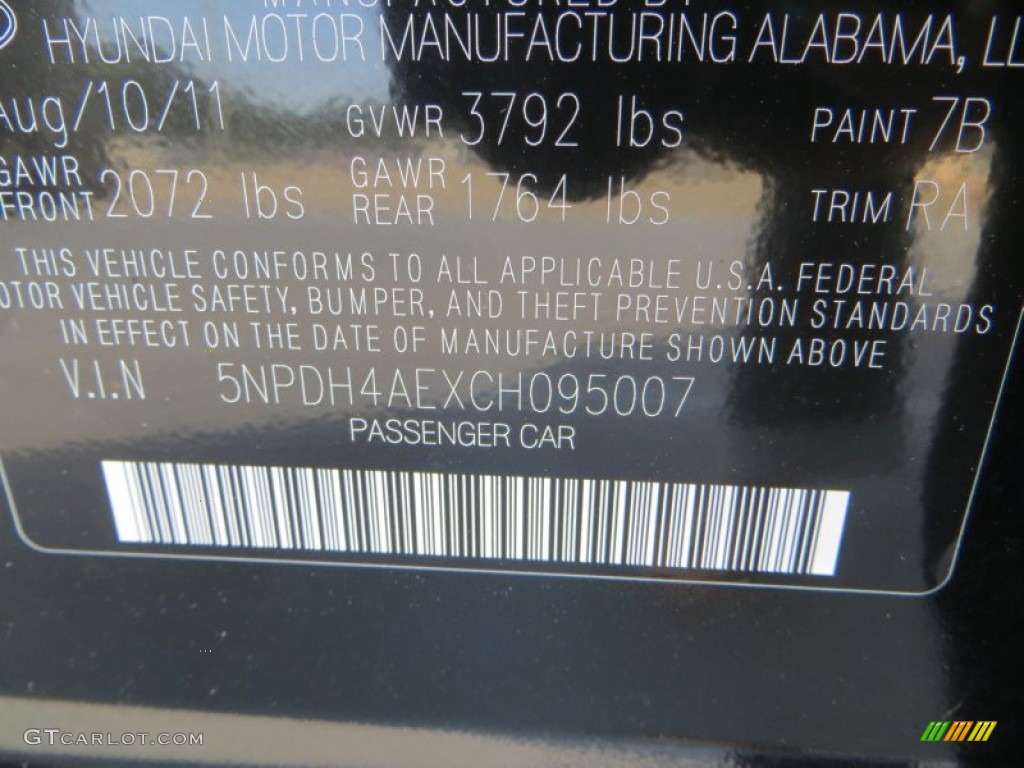 MANUFACTURED BY
HYUNDAI MOTOR MANUFACTURING ALABAMA, LL
Aug/10/11 GVWR 3792 lbs PAINT 7B
GAWR FRONT 2072 lbs GAWR REAR 1764 lbs TRIM RA
THIS VEHICLE CONFORMS TO ALL APPLICABLE U.S.A. FEDERAL
OTOR VEHICLE SAFETY, BUMPER, AND THEFT PREVENTION STANDARDS
IN EFFECT ON THE DATE OF MANUFACTURE SHOWN ABOVE
V.I.N 5NPDH4AEXCH095007
PASSENGER CAR
GTCARLOT.COM